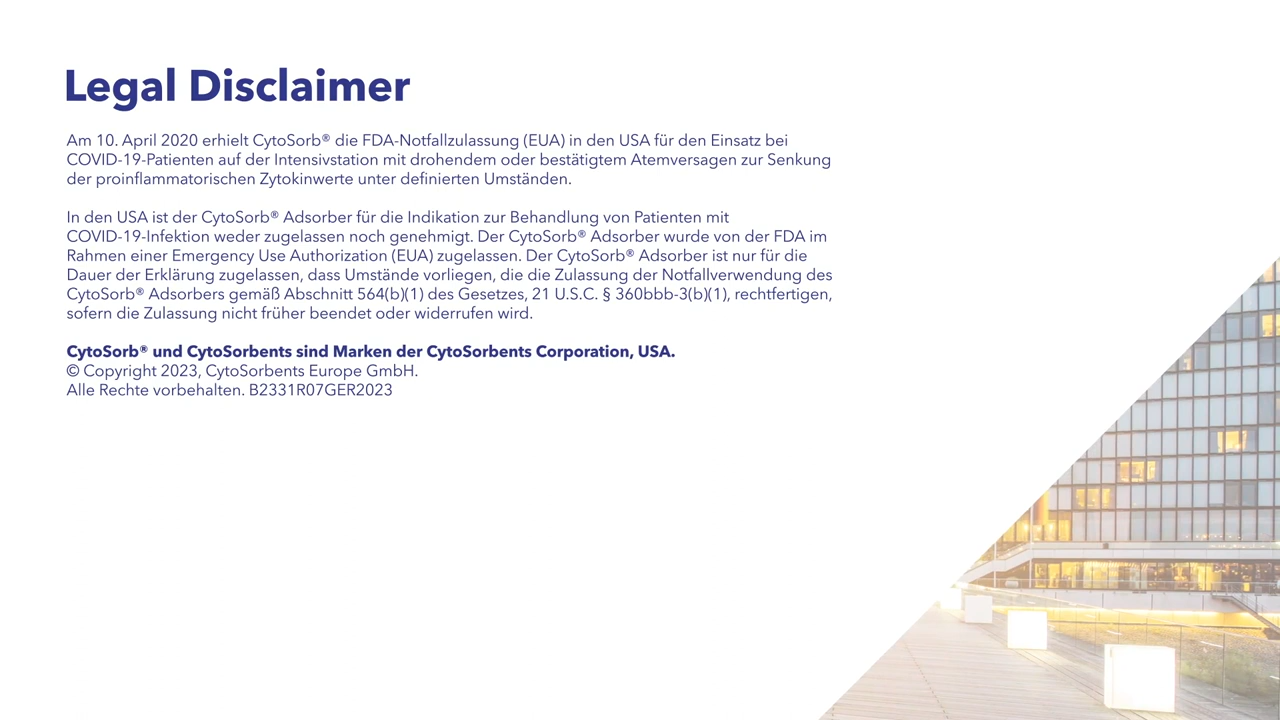 Legal Disclaimer
Am 10. April 2020 erhielt CytoSorb® die FDA-Notfallzulassung (EUA) in den USA für den Einsatz bei
COVID-19-Patienten auf der Intensivstation mit drohendem oder bestätigtem Atemversagen zur Senkung
der proinflammatorischen Zytokinwerte unter definierten Umständen.
In den USA ist der CytoSorb® Adsorber für die Indikation zur Behandlung von Patienten mit
COVID-19-Infektion weder zugelassen noch genehmigt. Der CytoSorb® Adsorber wurde von der FDA im
Rahmen einer Emergency Use Authorization (EUA) zugelassen. Der CytoSorb® Adsorber ist nur für die
Dauer der Erklärung zugelassen, dass Umstände vorliegen, die die Zulassung der Notfallverwendung des
CytoSorb® Adsorbers gemäß Abschnitt 564(b)(1) des Gesetzes, 21 U.S.C. § 360bbb-3(b)(1), rechtfertigen,
sofern die Zulassung nicht früher beendet oder widerrufen wird.
CytoSorb® und CytoSorbents sind Marken der CytoSorbents Corporation, USA.
© Copyright 2023, CytoSorbents Europe GmbH.
Alle Rechte vorbehalten. B2331R07GER2023